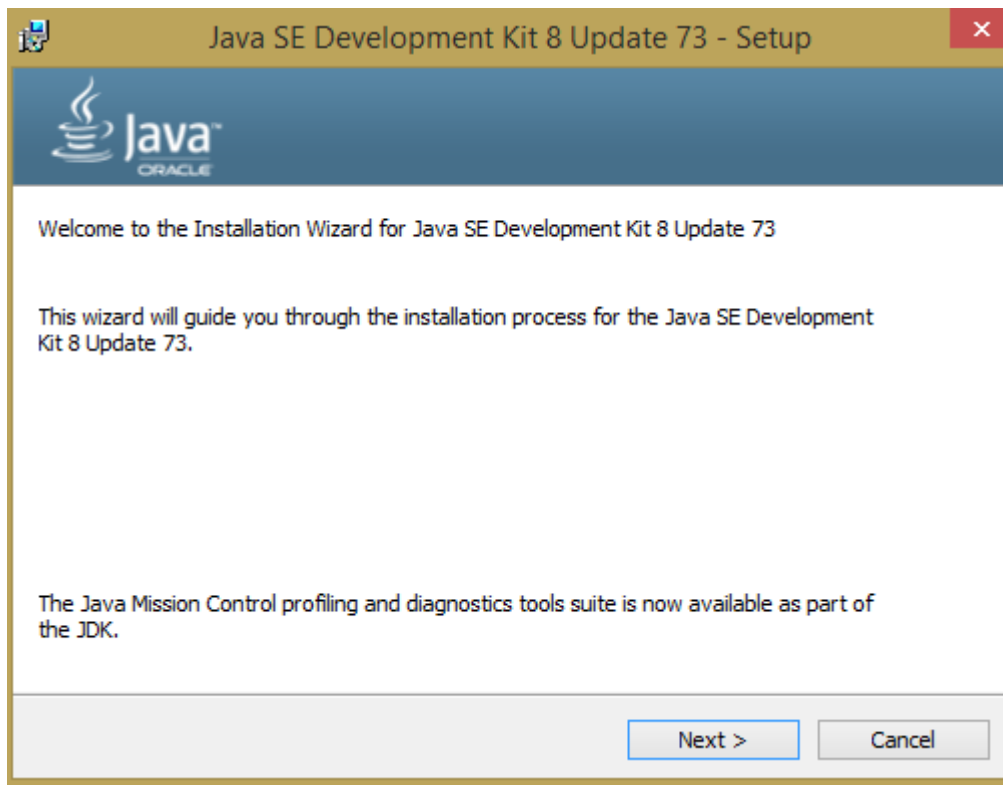 Java SE Development Kit 8 Update 73 - Setup
Java™
ORACLE
Welcome to the Installation Wizard for Java SE Development Kit 8 Update 73
This wizard will guide you through the installation process for the Java SE Development
Kit 8 Update 73.
The Java Mission Control profiling and diagnostics tools suite is now available as part of
the JDK.
Next >
Cancel